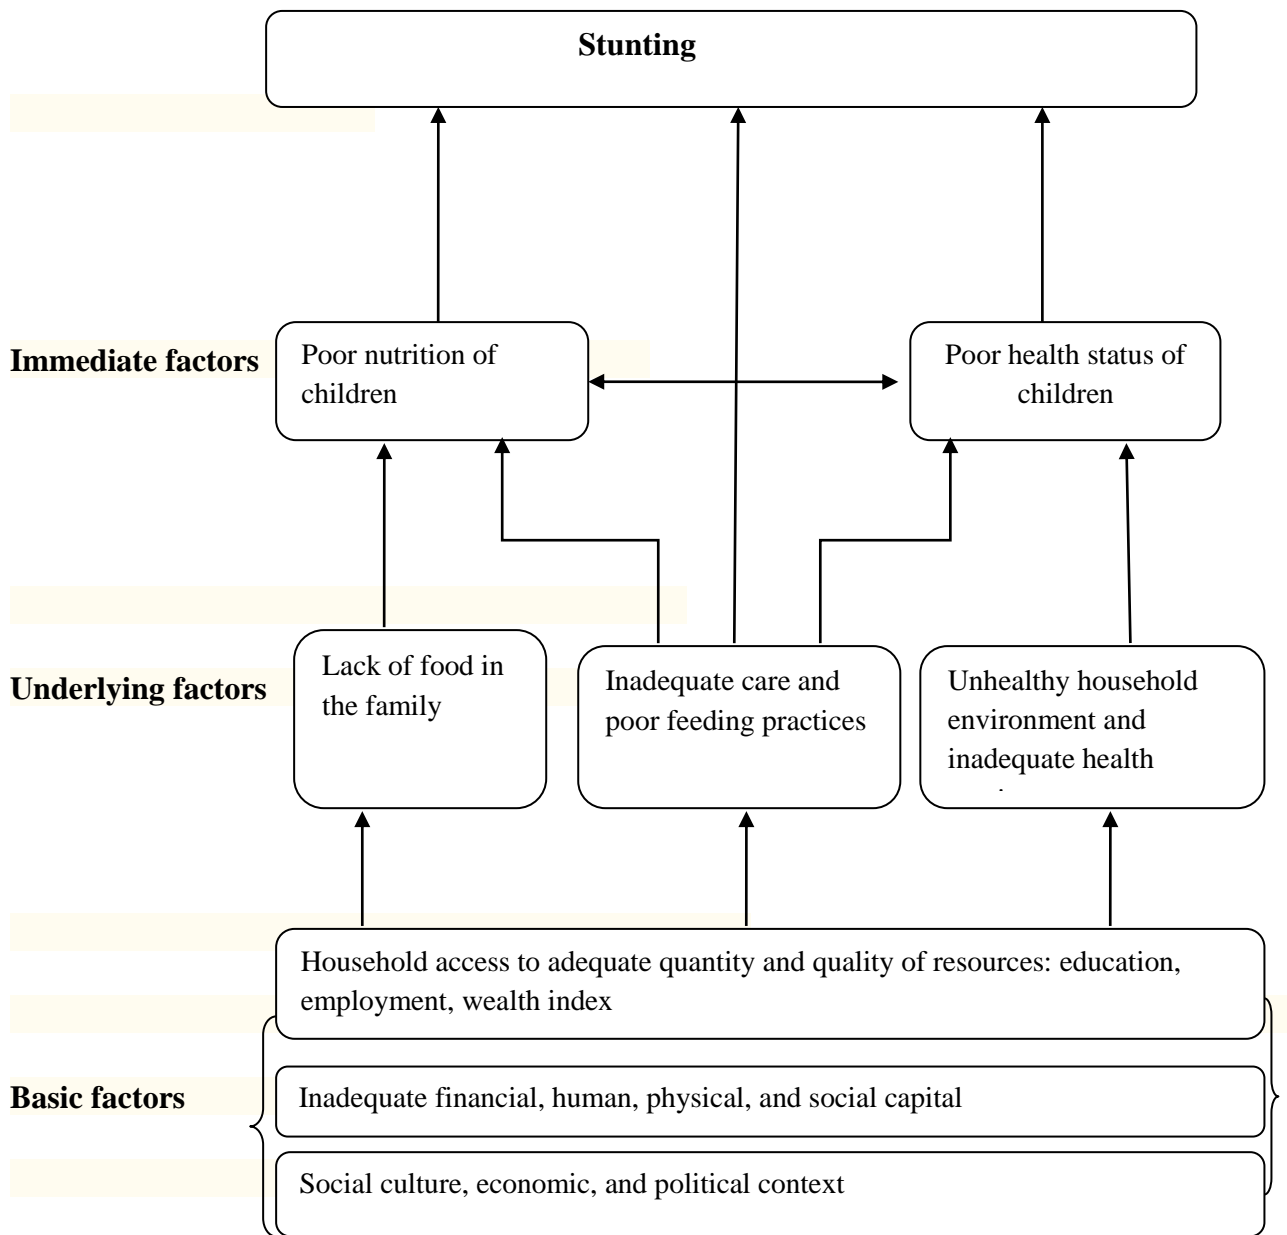 Stunting
Immediate factors
Poor nutrition of
children
Poor health status of
children
Underlying factors
Lack of food in
the family
Inadequate care and
poor feeding practices
Unhealthy household
environment and
inadequate health
Household access to adequate quantity and quality of resources: education,
employment, wealth index
Basic factors
Inadequate financial, human, physical, and social capital
Social culture, economic, and political context